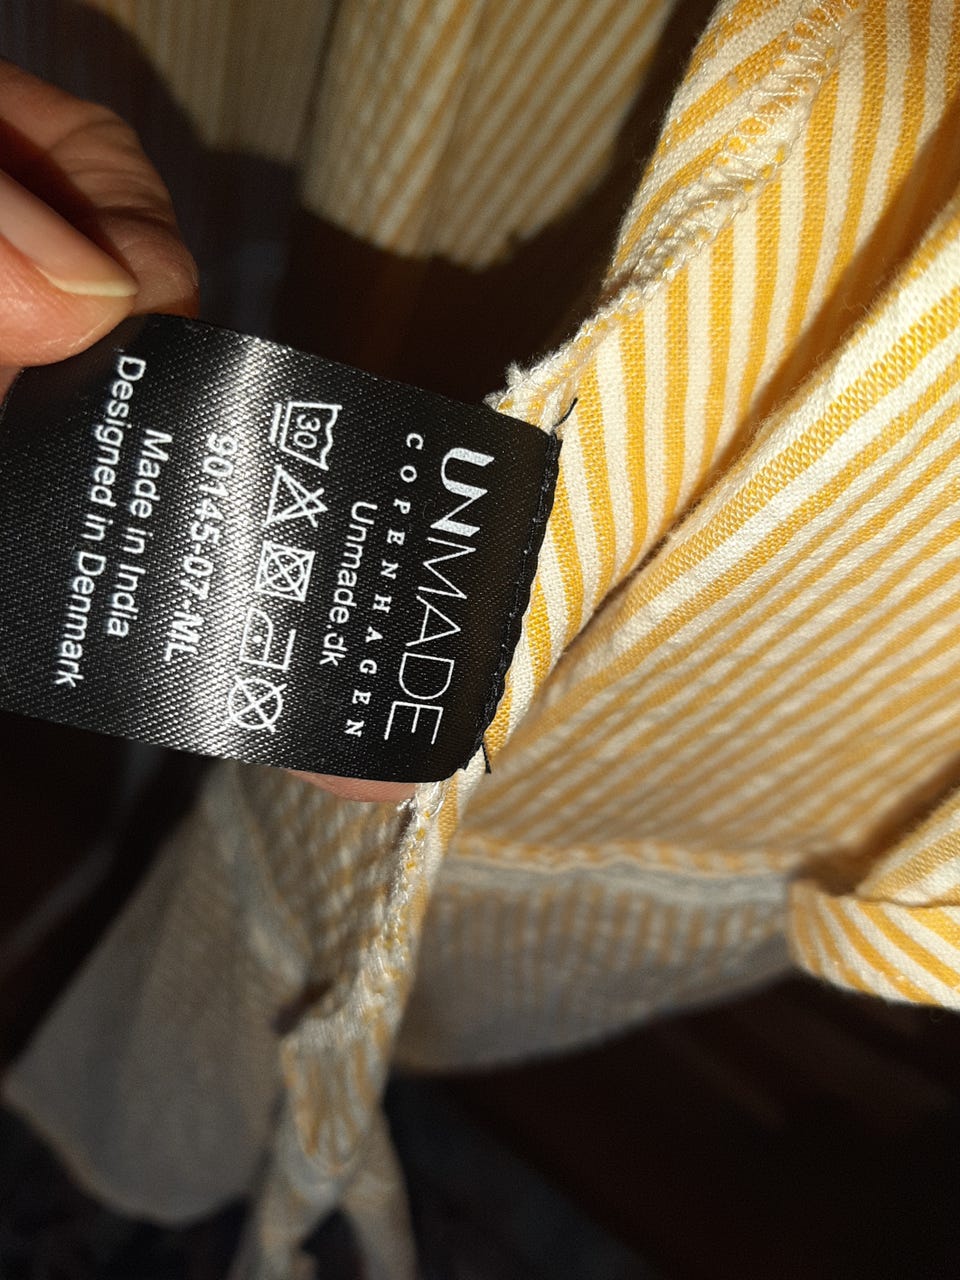 UNMADE
COPENHAGEN
Unmade.dk
30
90145-07-ML
Made in India
Designed in Denmark